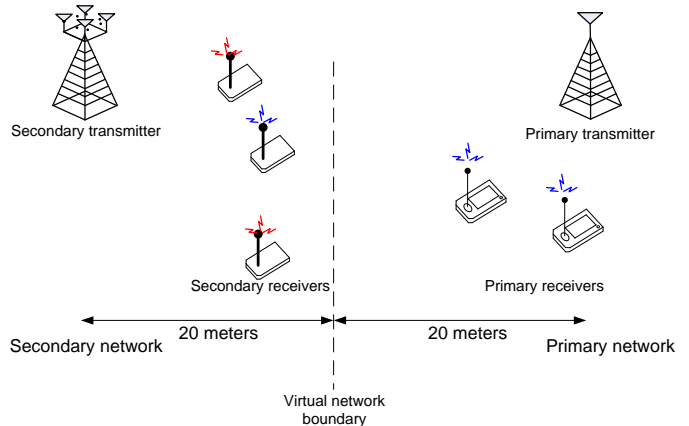 Secondary transmitter
Primary transmitter
Secondary receivers
Primary receivers
20 meters
20 meters
Secondary network
Primary network
Virtual network
boundary